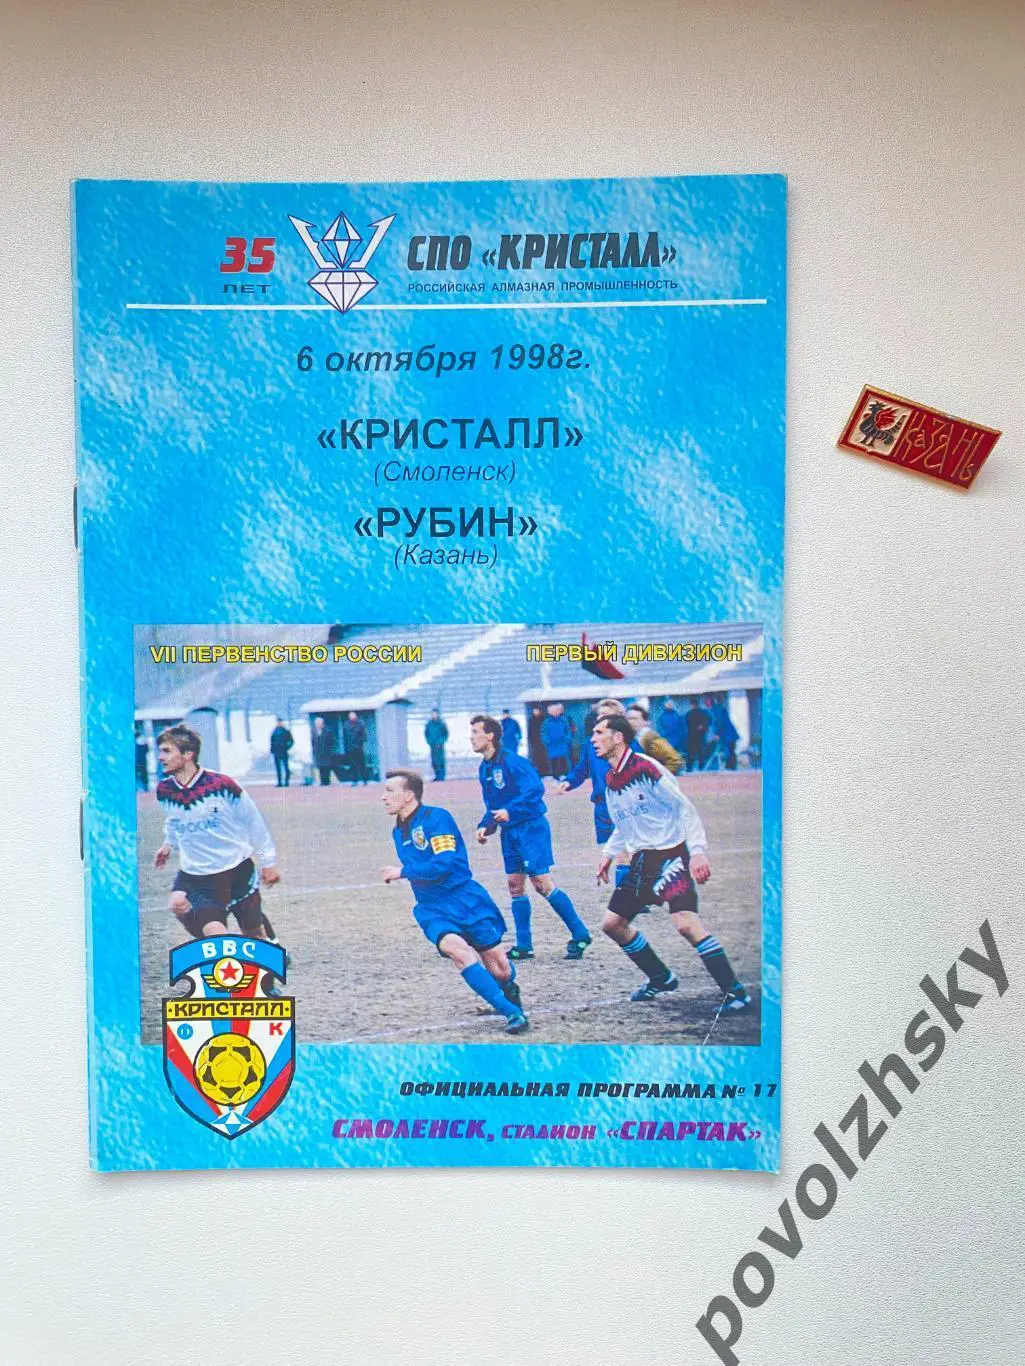 35
ЛЕТ
СПО «КРИСТАЛЛ»
РОССИЙСКАЯ АЛМАЗНАЯ ПРОМЫШЛЕННОСТЬ
6 октября 1998г.
«КРИСТАЛЛ»
(Смоленск)
«РУБИН»
(Казань)
КАЗАНЬ
VII ПЕРВЕНСТВО РОССИИ
ПЕРВЫЙ ДИВИЗИОН
ВВС
·КРИСТАЛЛ·
Ф К
ОФИЦИАЛЬНАЯ ПРОГРАММА № 17
СМОЛЕНСК, СТАДИОН «СПАРТАК»
povolzhsky